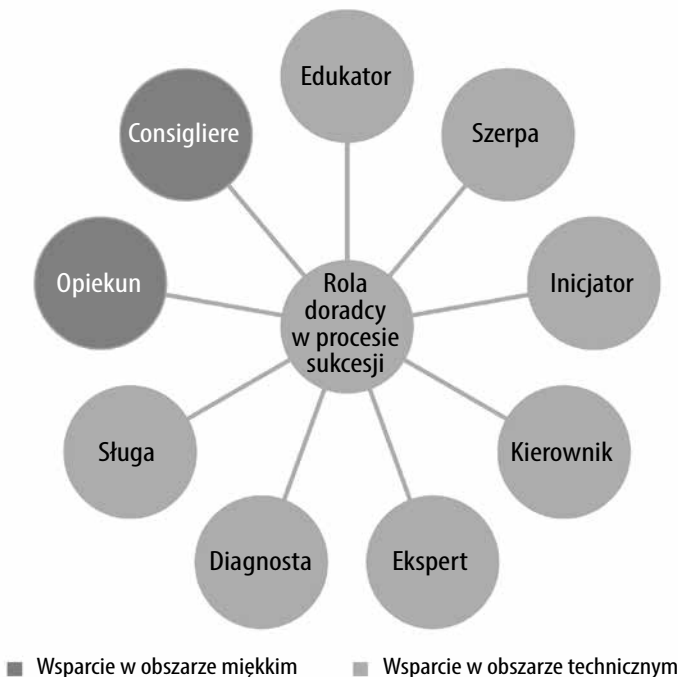 Edukator
Consigliere
Szerpa
Opiekun
Rola
doradcy
w procesie
sukcesji
Inicjator
Sługa
Kierownik
Diagnosta
Ekspert
Wsparcie w obszarze miękkim
Wsparcie w obszarze technicznym